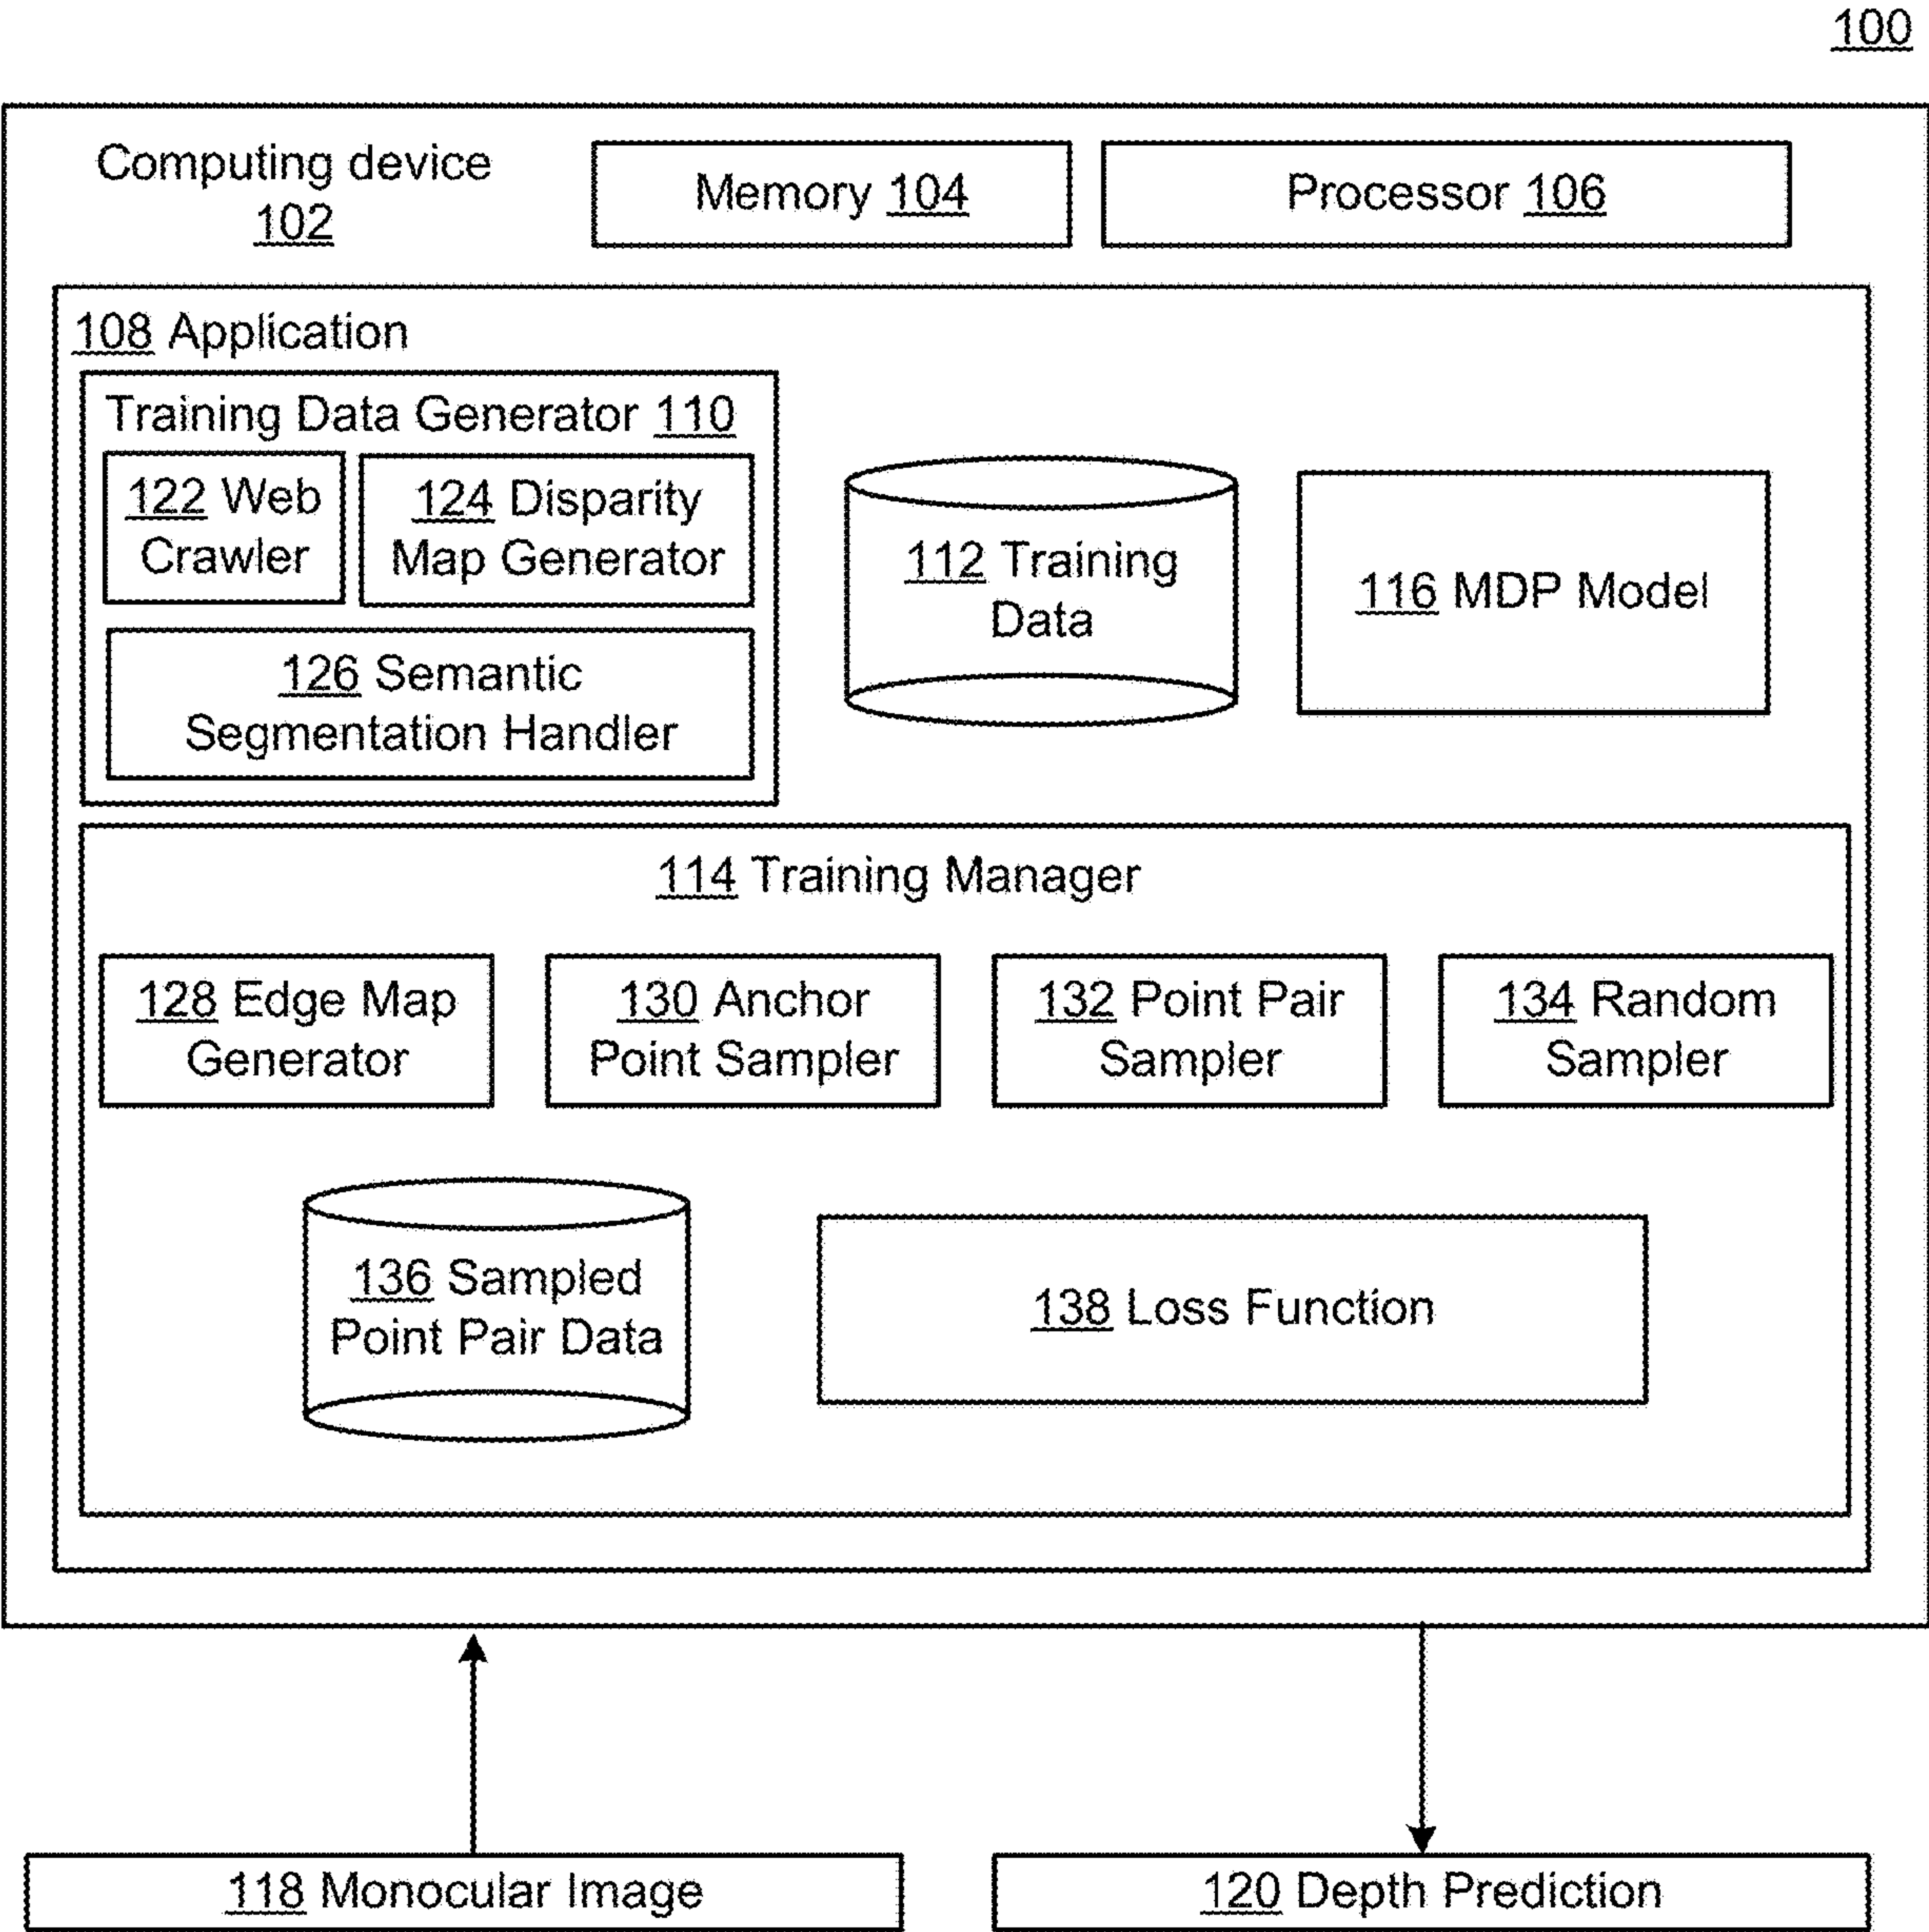 100
Computing device
102
Memory 104
Processor 106
108 Application
Training Data Generator 110
122 Web
Crawler
124 Disparity
Map Generator
126 Semantic
Segmentation Handler
112 Training
Data
116 MDP Model
114 Training Manager
128 Edge Map
Generator
130 Anchor
Point Sampler
132 Point Pair
Sampler
134 Random
Sampler
136 Sampled
Point Pair Data
138 Loss Function
118 Monocular Image
120 Depth Prediction